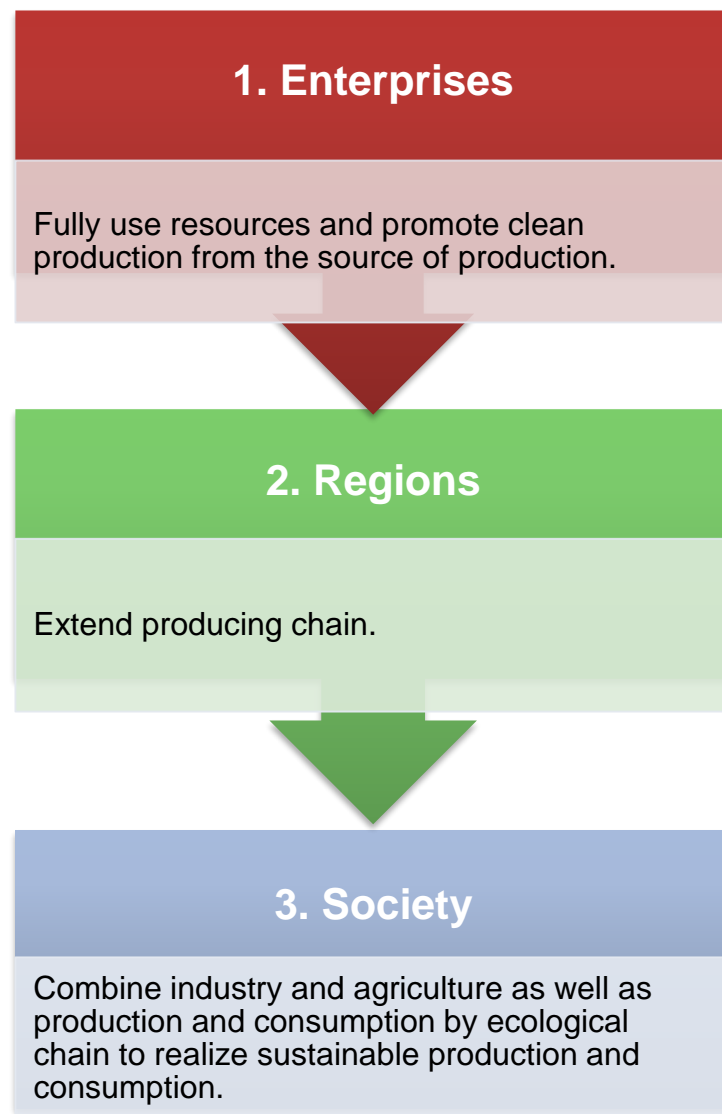 1. Enterprises
Fully use resources and promote clean
production from the source of production.
2. Regions
Extend producing chain.
3. Society
Combine industry and agriculture as well as
production and consumption by ecological
chain to realize sustainable production and
consumption.